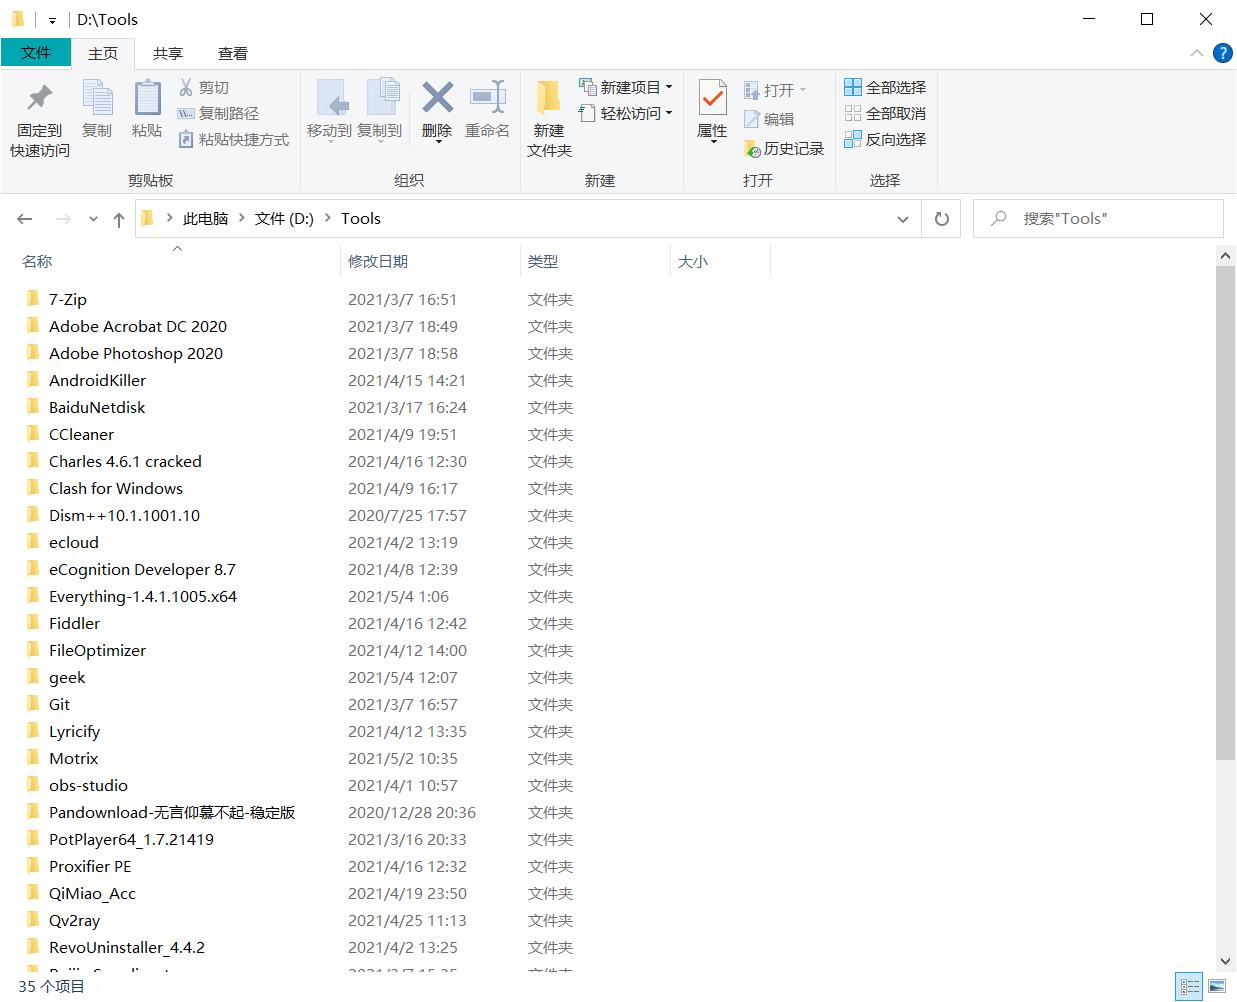 D:\Tools
文件 主页 共享 查看
固定到
快速访问
复制
粘贴
剪切
复制路径
粘贴快捷方式
剪贴板
移动到 复制到
删除 重命名
组织
新建
文件夹
新建项目
轻松访问
新建
属性
打开
编辑
历史记录
打开
全部选择
全部取消
反向选择
选择
此电脑 文件 (D:) Tools
搜索"Tools"
名称 修改日期 类型 大小
7-Zip 2021/3/7 16:51 文件夹
Adobe Acrobat DC 2020 2021/3/7 18:49 文件夹
Adobe Photoshop 2020 2021/3/7 18:58 文件夹
AndroidKiller 2021/4/15 14:21 文件夹
BaiduNetdisk 2021/3/17 16:24 文件夹
CCleaner 2021/4/9 19:51 文件夹
Charles 4.6.1 cracked 2021/4/16 12:30 文件夹
Clash for Windows 2021/4/9 16:17 文件夹
Dism++10.1.1001.10 2020/7/25 17:57 文件夹
ecloud 2021/4/2 13:19 文件夹
eCognition Developer 8.7 2021/4/8 12:39 文件夹
Everything-1.4.1.1005.x64 2021/5/4 1:06 文件夹
Fiddler 2021/4/16 12:42 文件夹
FileOptimizer 2021/4/12 14:00 文件夹
geek 2021/5/4 12:07 文件夹
Git 2021/3/7 16:57 文件夹
Lyricify 2021/4/12 13:35 文件夹
Motrix 2021/5/2 10:35 文件夹
obs-studio 2021/4/1 10:57 文件夹
Pandownload-无言仰慕不起-稳定版 2020/12/28 20:36 文件夹
PotPlayer64_1.7.21419 2021/3/16 20:33 文件夹
Proxifier PE 2021/4/16 12:32 文件夹
QiMiao_Acc 2021/4/19 23:50 文件夹
Qv2ray 2021/4/25 11:13 文件夹
RevoUninstaller_4.4.2 2021/4/2 13:25 文件夹
35 个项目